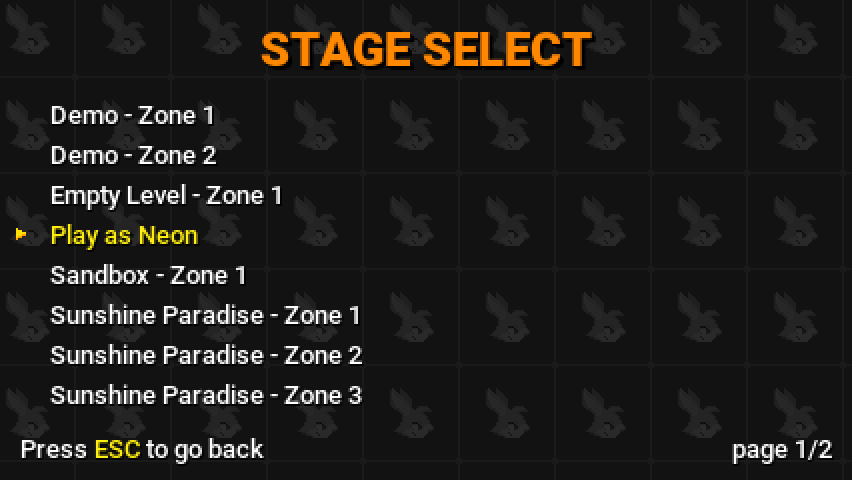 STAGE SELECT
Demo - Zone 1
Demo - Zone 2
Empty Level - Zone 1
Play as Neon
Sandbox - Zone 1
Sunshine Paradise - Zone 1
Sunshine Paradise - Zone 2
Sunshine Paradise - Zone 3
Press ESC to go back
page 1/2